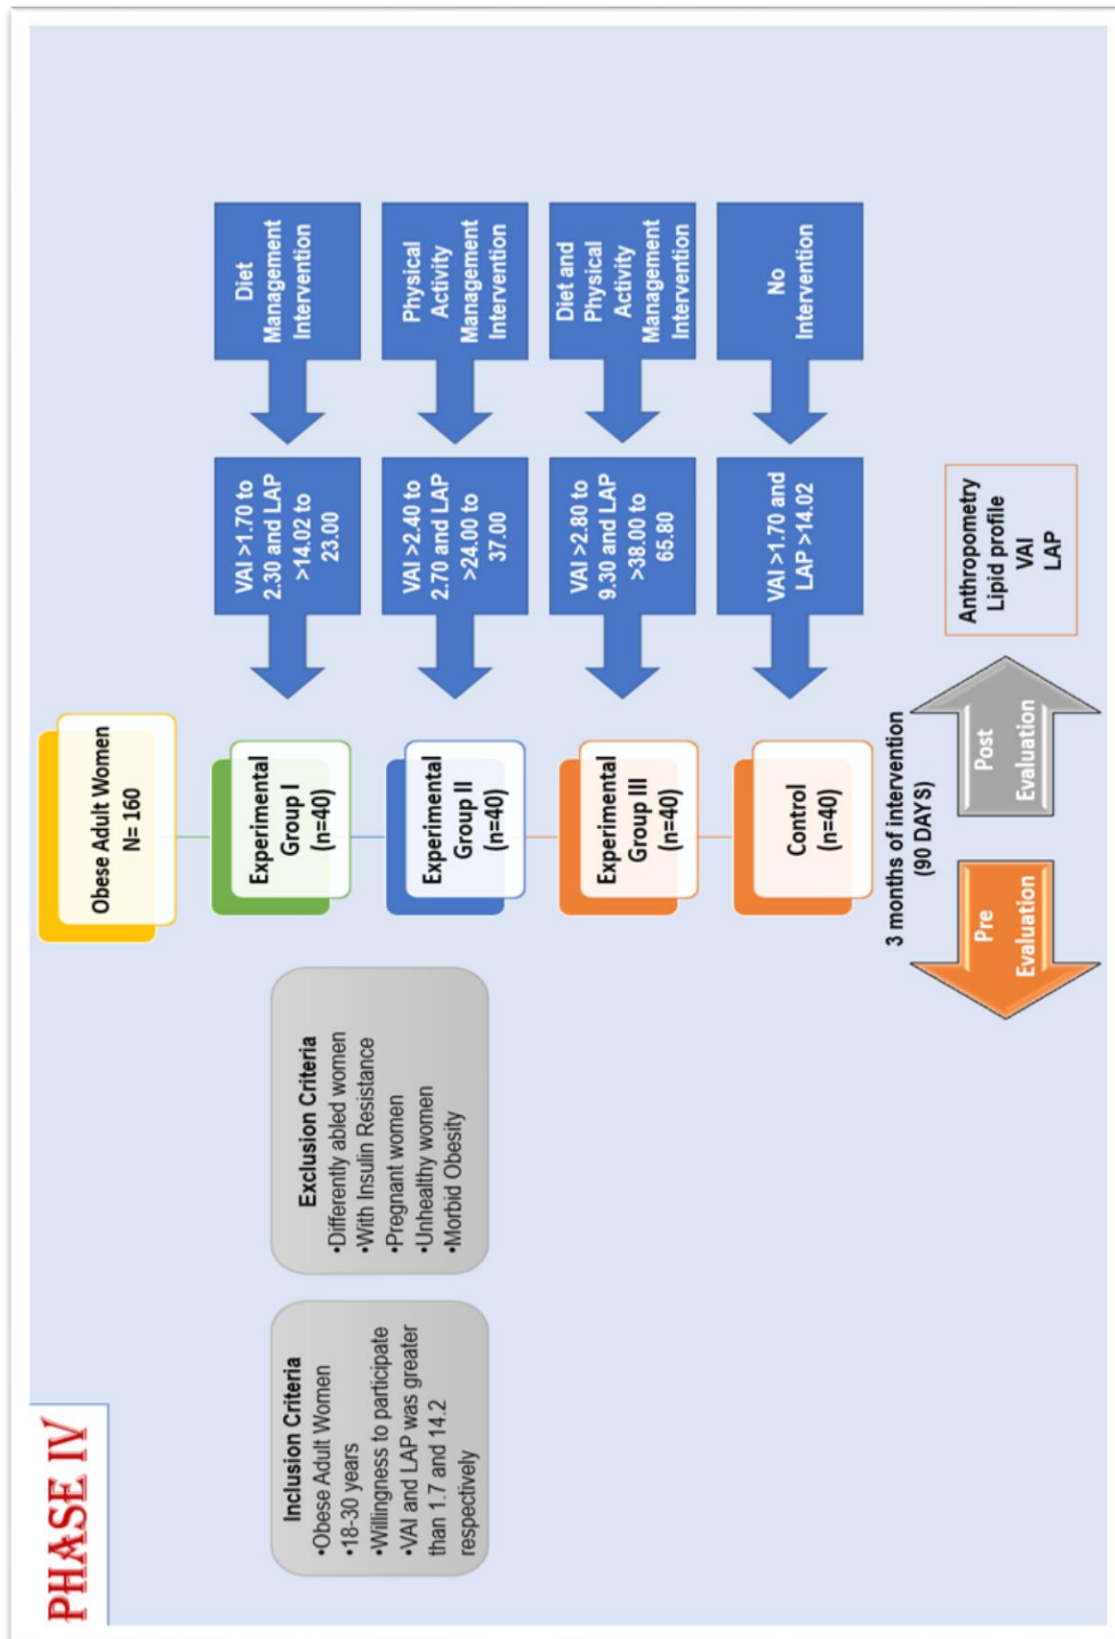 PHASE IV
Inclusion Criteria
•Obese Adult Women
•18-30 years
•Willingness to participate
•VAI and LAP was greater
than 1.7 and 14.2
respectively
Exclusion Criteria
•Differently abled women
•With Insulin Resistance
•Pregnant women
•Unhealthy women
•Morbid Obesity
Obese Adult Women
N= 160
Experimental
Group I
(n=40)
VAI >1.70 to
2.30 and LAP
>14.02 to
23.00
Diet
Management
Intervention
Experimental
Group II
(n=40)
VAI >2.40 to
2.70 and LAP
>24.00 to
37.00
Physical
Activity
Management
Intervention
Experimental
Group III
(n=40)
VAI >2.80 to
9.30 and LAP
>38.00 to
65.80
Diet and
Physical
Activity
Management
Intervention
Control
(n=40)
VAI >1.70 and
LAP >14.02
No
Intervention
3 months of intervention
(90 DAYS)
Pre
Evaluation
Post
Evaluation
Anthropometry
Lipid profile
VAI
LAP